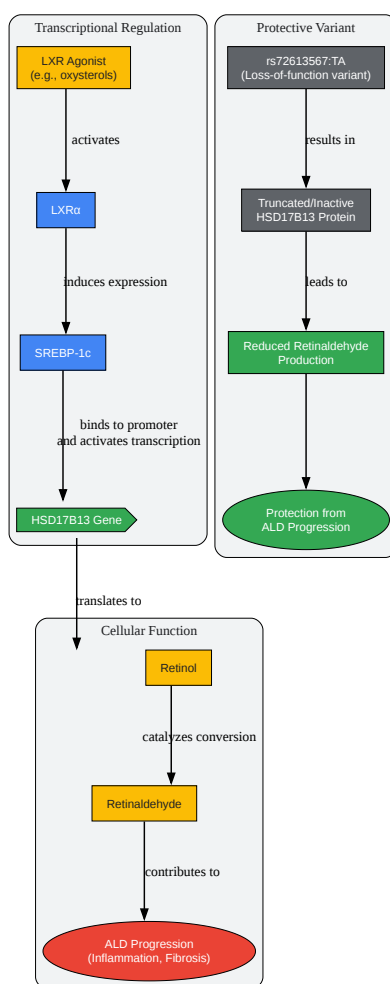 Transcriptional Regulation
LXR Agonist
(e.g., oxysterols)
activates
LXRα
induces expression
SREBP-1c
binds to promoter
and activates transcription
HSD17B13 Gene
translates to
Protective Variant
rs72613567:TA
(Loss-of-function variant)
results in
Truncated/Inactive
HSD17B13 Protein
leads to
Reduced Retinaldehyde
Production
Protection from
ALD Progression
Cellular Function
Retinol
catalyzes conversion
Retinaldehyde
contributes to
ALD Progression
(Inflammation, Fibrosis)